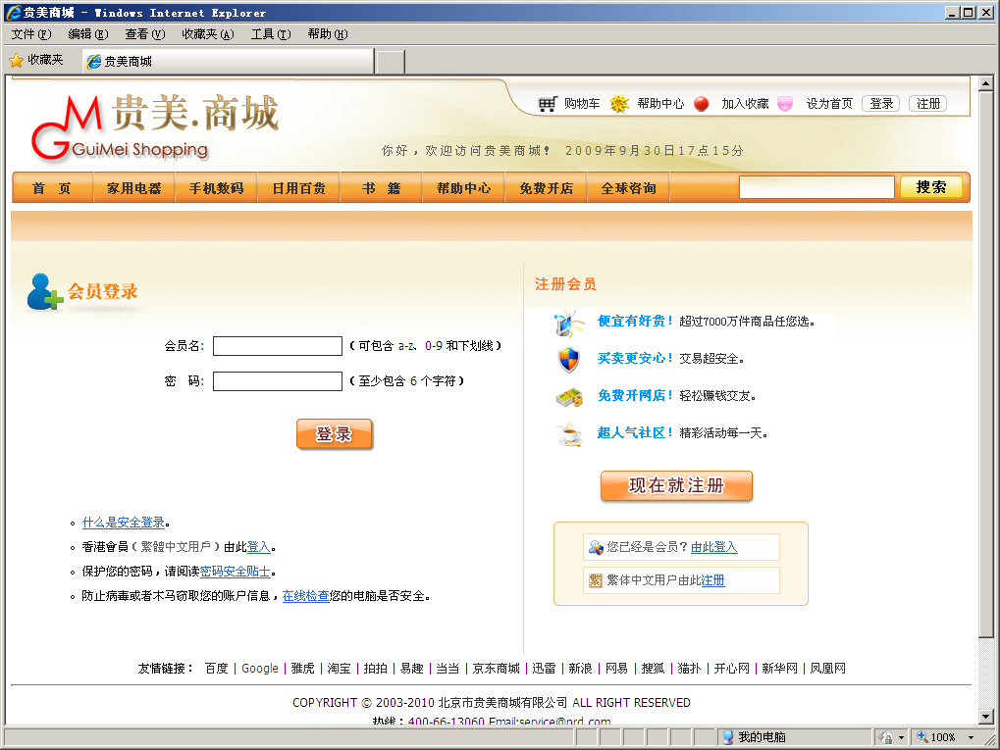 贵美商城 - Windows Internet Explorer
文件(F) 编辑(E) 查看(V) 收藏夹(A) 工具(T) 帮助(H)
收藏夹 贵美商城
GM 贵美.商城
GuiMei Shopping
购物车 帮助中心 加入收藏 设为首页 登录 注册
你好，欢迎访问贵美商城！ 2009年9月30日17点15分
首 页 家用电器 手机数码 日用百货 书 籍 帮助中心 免费开店 全球咨询 搜索
会员登录
会员名: （可包含 a-z、0-9 和下划线）
密 码: （至少包含 6 个字符）
登录
什么是安全登录。
香港會員（繁體中文用戶）由此登入。
保护您的密码，请阅读密码安全贴士。
防止病毒或者木马窃取您的账户信息，在线检查您的电脑是否安全。
注册会员
便宜有好货！超过7000万件商品任您选。
买卖更安心！交易超安全。
免费开网店！轻松赚钱交友。
超人气社区！精彩活动每一天。
现在就注册
您已经是会员？由此登入
繁 繁体中文用户由此注册
友情链接： 百度 | Google | 雅虎 | 淘宝 | 拍拍 | 易趣 | 当当 | 京东商城 | 迅雷 | 新浪 | 网易 | 搜狐 | 猫扑 | 开心网 | 新华网 | 凤凰网
COPYRIGHT © 2003-2010 北京市贵美商城有限公司 ALL RIGHT RESERVED
热线：400-66-13060 Email:service@prd.com
我的电脑 100%